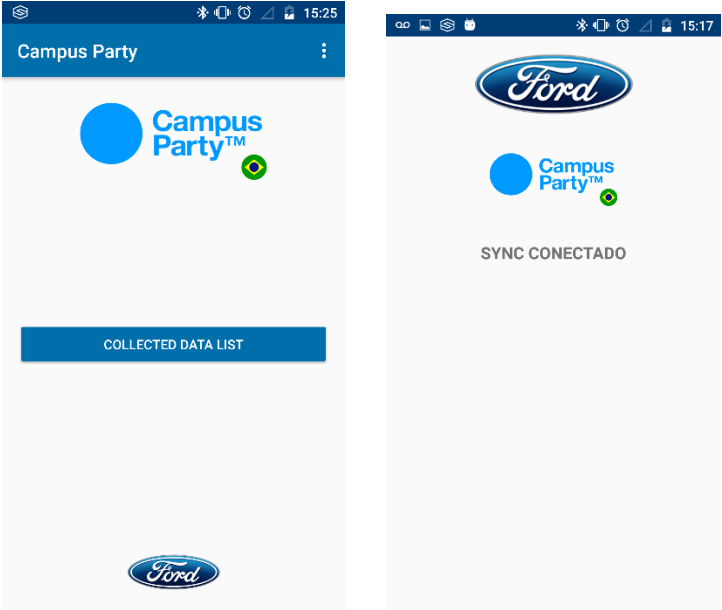 15:25
Campus Party
Campus
Party™
COLLECTED DATA LIST
Ford
15:17
Ford
Campus
Party™
SYNC CONECTADO